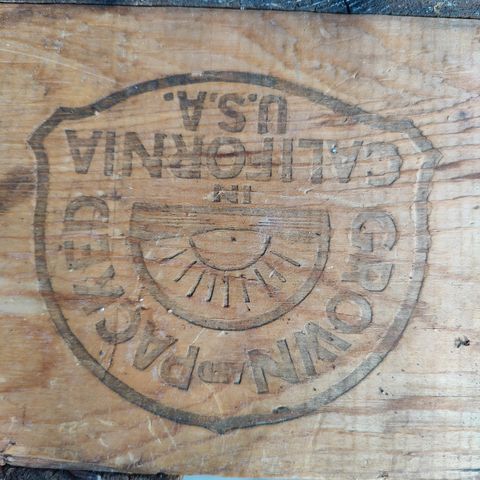 GROWN AND PACKED
IN
CALIFORNIA
U.S.A.